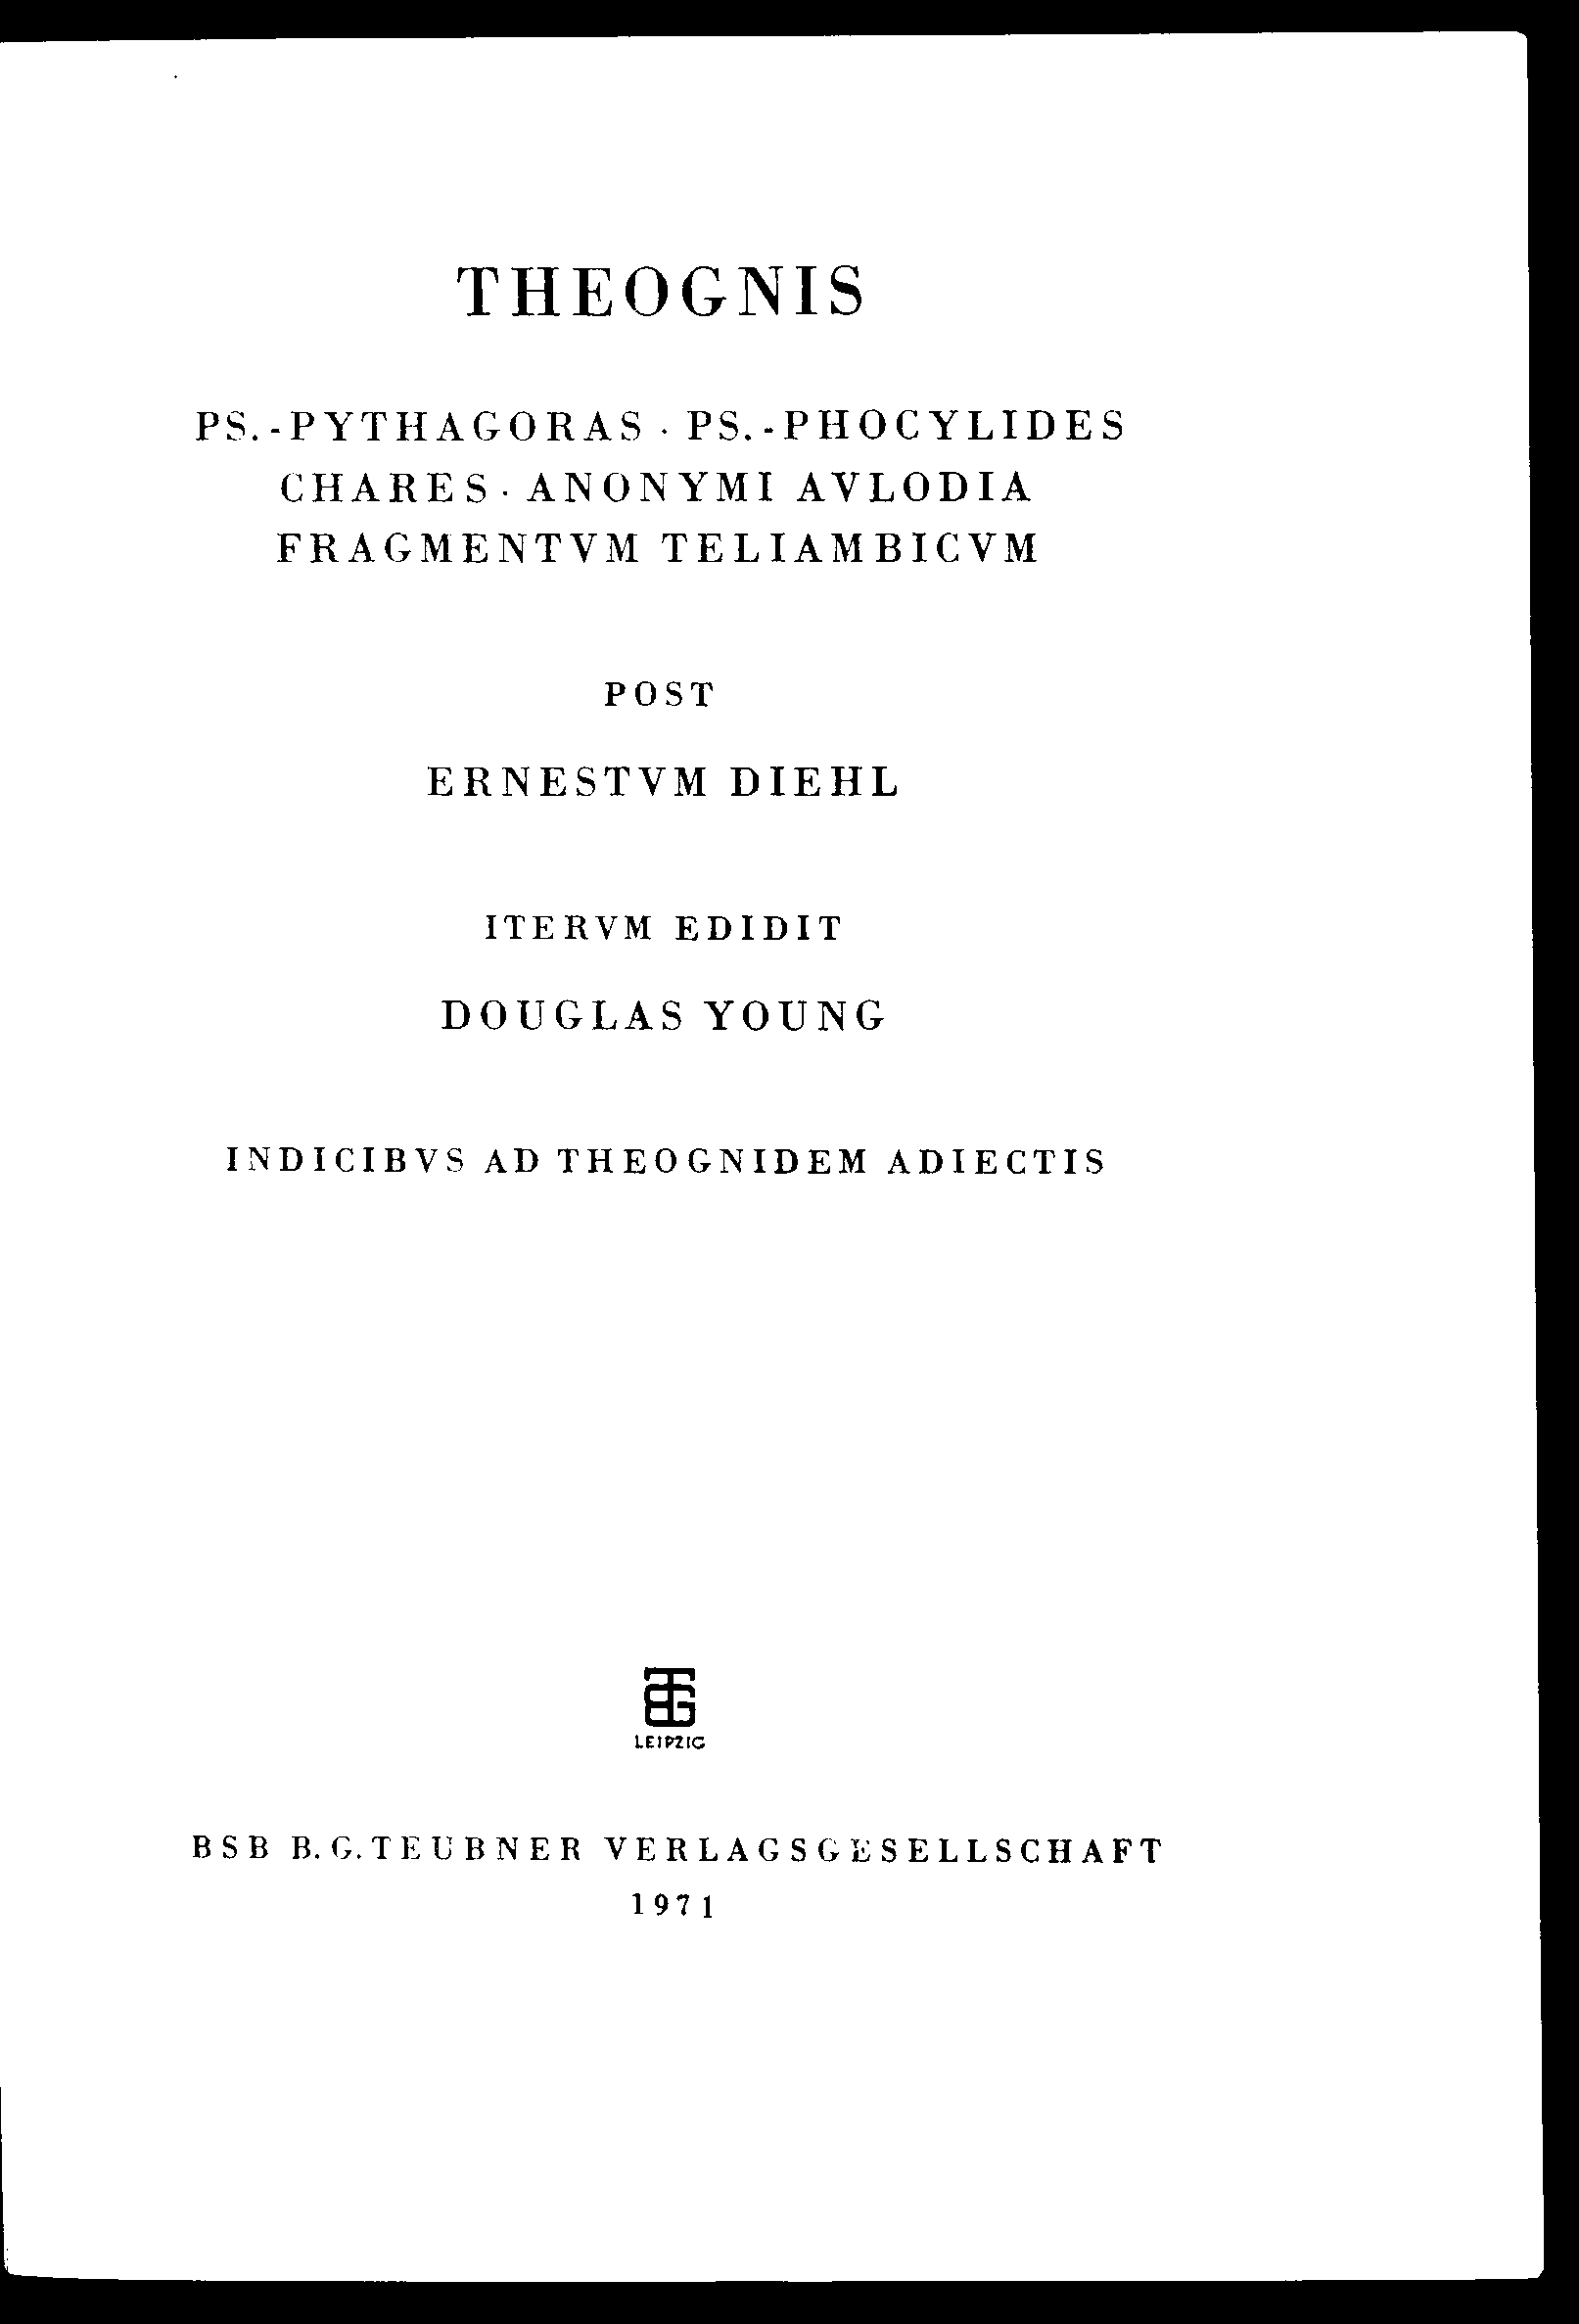 THEOGNIS
PS.-PYTHAGORAS · PS.-PHOCYLIDES
CHARES · ANONYMI AVLODIA
FRAGMENTVM TELIAMBICVM
POST
ERNESTVM DIEHL
ITERVM EDIDIT
DOUGLAS YOUNG
INDICIBVS AD THEOGNIDEM ADIECTIS
BTG
LEIPZIG
BSB B.G. TEUBNER VERLAGSGESELLSCHAFT
1971